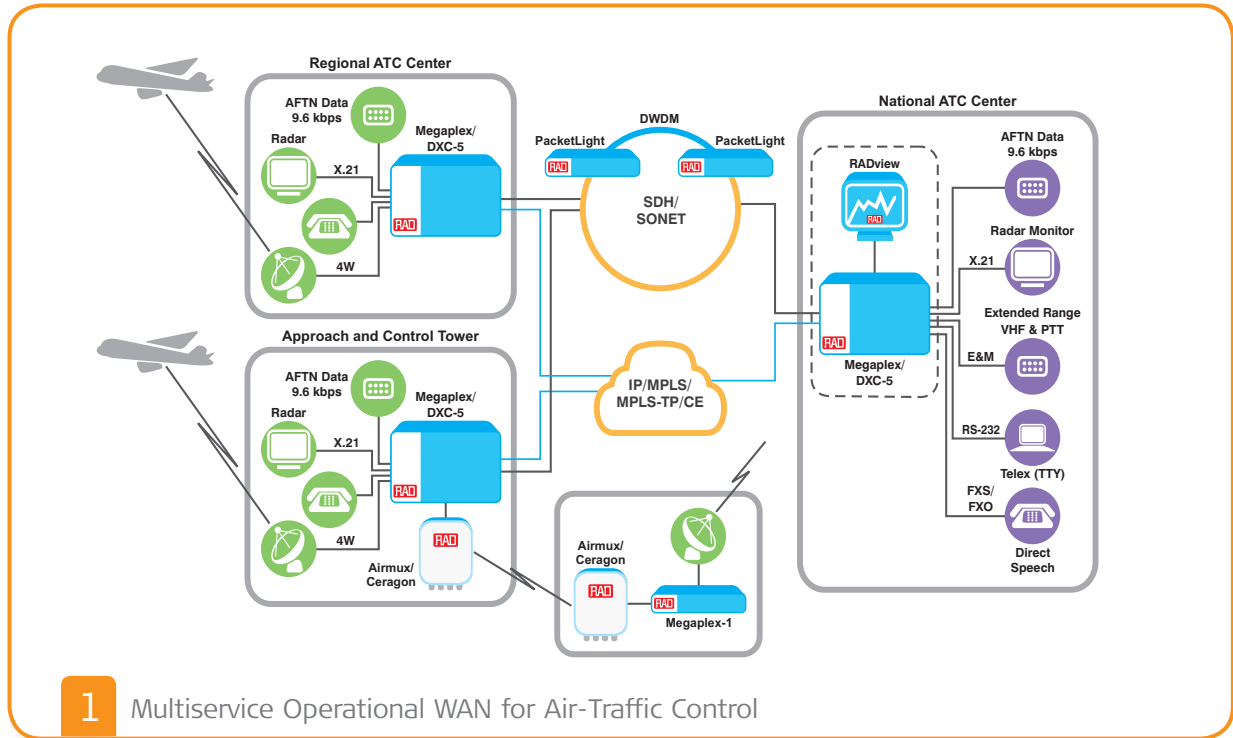 Regional ATC Center
AFTN Data
9.6 kbps
Megaplex/
DXC-5
Radar
X.21
RAD
4W
Approach and Control Tower
AFTN Data
9.6 kbps
Megaplex/
DXC-5
Radar
X.21
RAD
4W
RAD
Airmux/
Ceragon
DWDM
PacketLight
PacketLight
RAD
RAD
SDH/
SONET
IP/MPLS/
MPLS-TP/CE
Airmux/
Ceragon
RAD
RAD
Megaplex-1
National ATC Center
RADview
RAD
RAD
Megaplex/
DXC-5
AFTN Data
9.6 kbps
Radar Monitor
X.21
Extended Range
VHF & PTT
E&M
RS-232
Telex (TTY)
FXS/
FXO
Direct
Speech
1 Multiservice Operational WAN for Air-Traffic Control